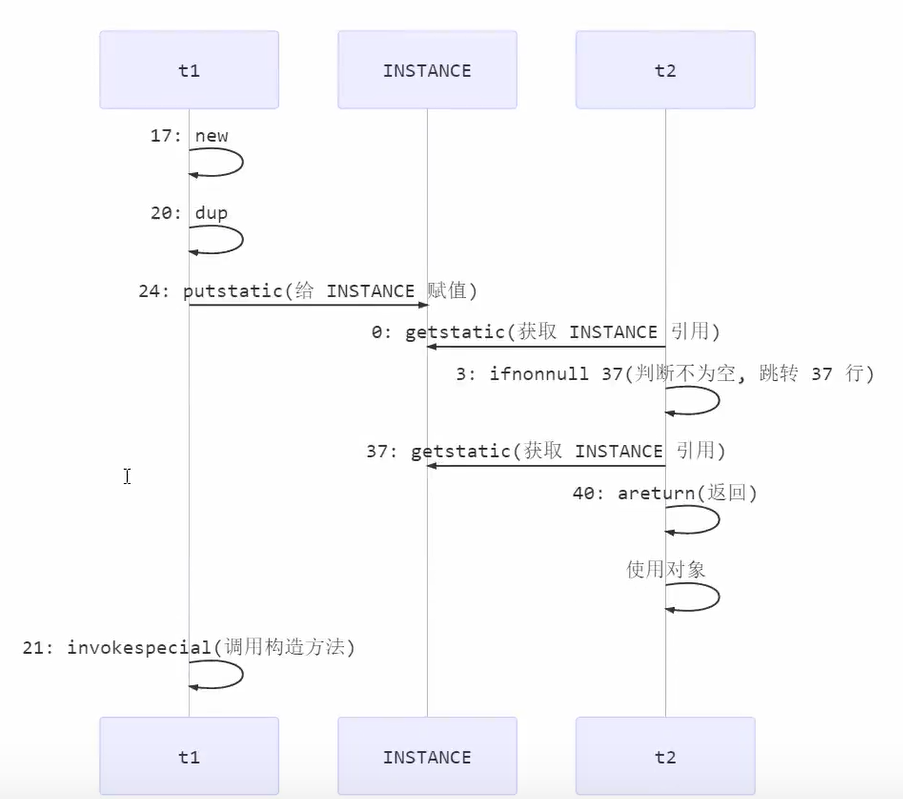 t1 INSTANCE t2
17: new
20: dup
24: putstatic(给 INSTANCE 赋值)
0: getstatic(获取 INSTANCE 引用)
3: ifnonnull 37(判断不为空, 跳转 37 行)
37: getstatic(获取 INSTANCE 引用)
40: areturn(返回)
使用对象
21: invokespecial(调用构造方法)
t1 INSTANCE t2